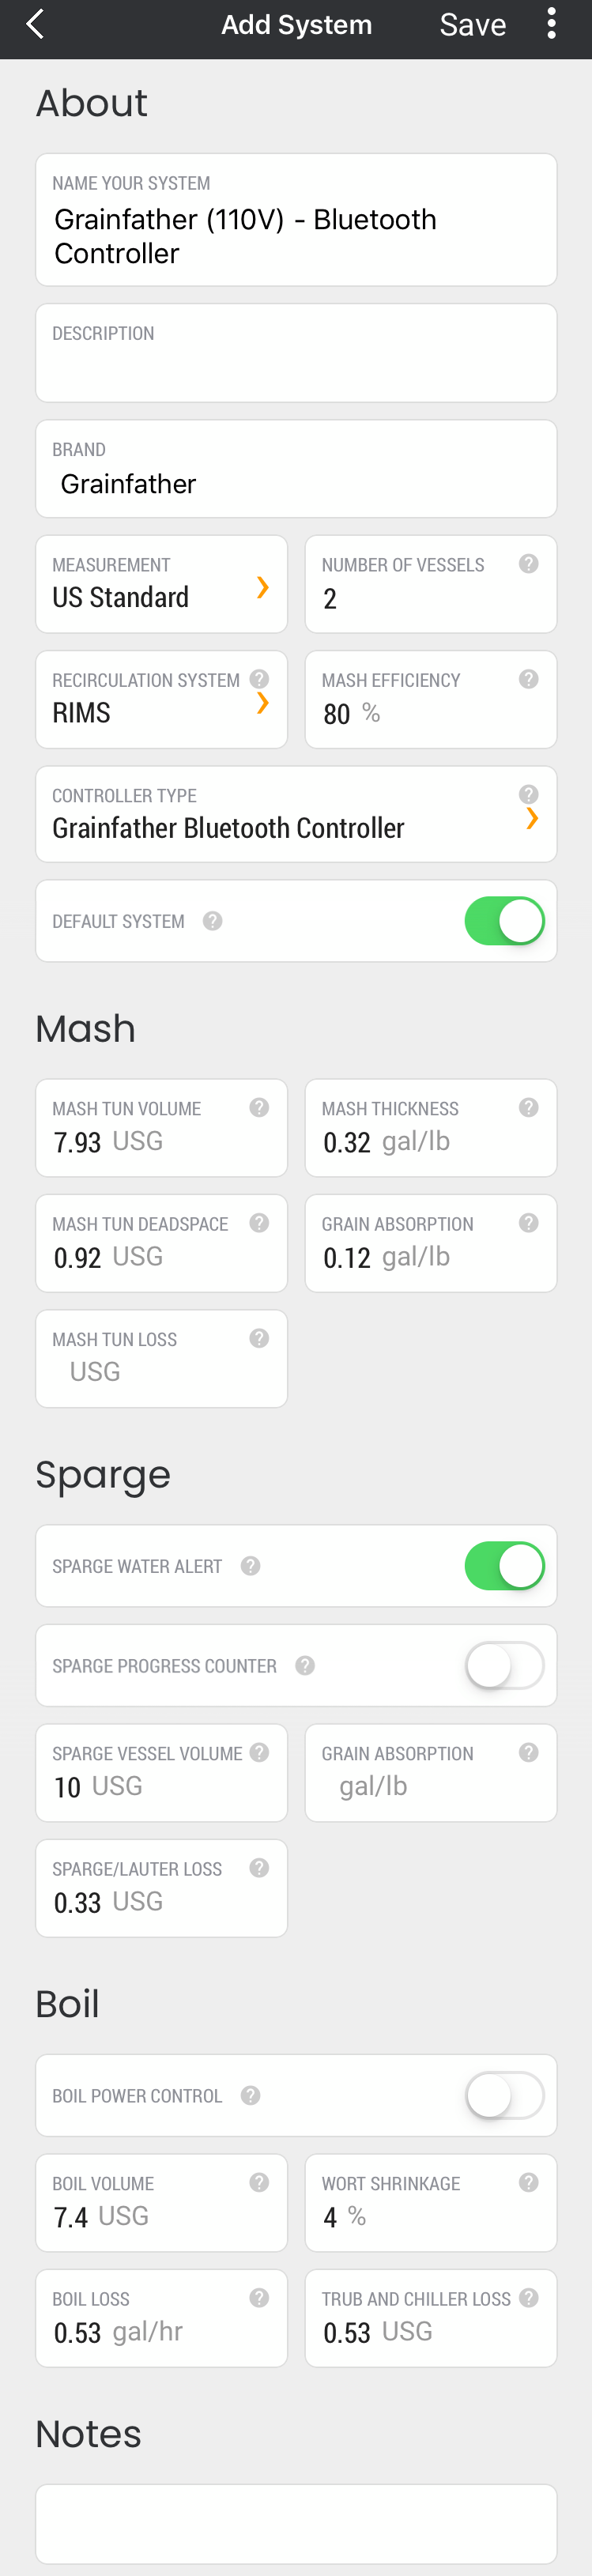 Add System Save
About
NAME YOUR SYSTEM
Grainfather (110V) - Bluetooth
Controller
DESCRIPTION
BRAND
Grainfather
MEASUREMENT
US Standard
NUMBER OF VESSELS ?
2
RECIRCULATION SYSTEM ?
RIMS
MASH EFFICIENCY ?
80 %
CONTROLLER TYPE ?
Grainfather Bluetooth Controller
DEFAULT SYSTEM ?
Mash
MASH TUN VOLUME ?
7.93 USG
MASH THICKNESS ?
0.32 gal/lb
MASH TUN DEADSPACE ?
0.92 USG
GRAIN ABSORPTION ?
0.12 gal/lb
MASH TUN LOSS ?
USG
Sparge
SPARGE WATER ALERT ?
SPARGE PROGRESS COUNTER ?
SPARGE VESSEL VOLUME ?
10 USG
GRAIN ABSORPTION ?
gal/lb
SPARGE/LAUTER LOSS ?
0.33 USG
Boil
BOIL POWER CONTROL ?
BOIL VOLUME ?
7.4 USG
WORT SHRINKAGE ?
4 %
BOIL LOSS ?
0.53 gal/hr
TRUB AND CHILLER LOSS ?
0.53 USG
Notes